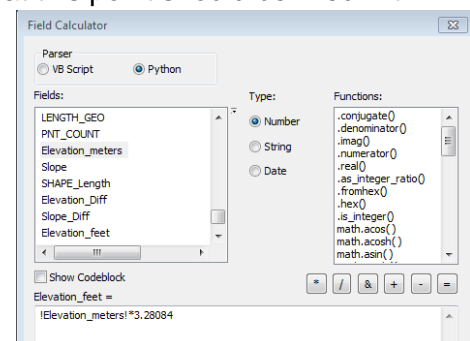 Field Calculator
Parser
VB Script
Python
Fields:
LENGTH_GEO
PNT_COUNT
Elevation_meters
Slope
SHAPE_Length
Elevation_Diff
Slope_Diff
Elevation_feet
Type:
Number
String
Date
Functions:
.conjugate()
.denominator()
.imag()
.numerator()
.real()
.as_integer_ratio()
.fromhex()
.hex()
.is_integer()
math.acos( )
math.acosh( )
math.asin( )
Show Codeblock
* / & + - =
Elevation_feet =
!Elevation_meters!*3.28084